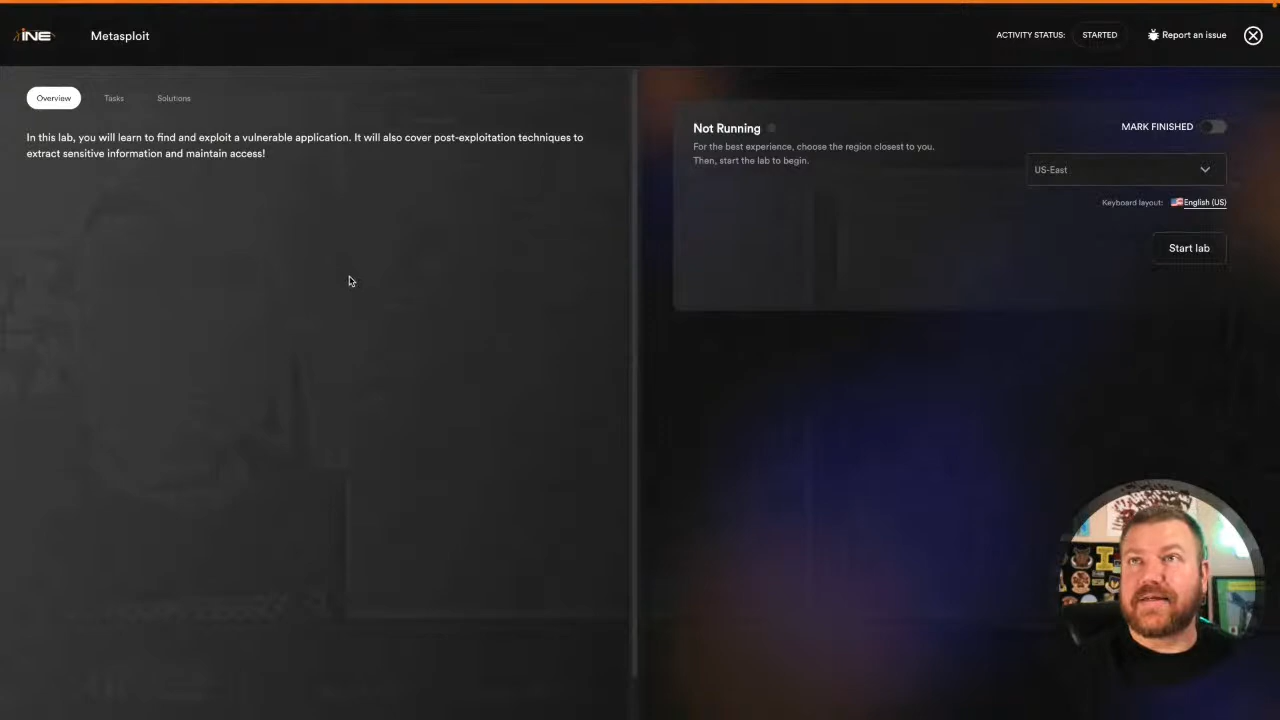 INE
Metasploit
ACTIVITY STATUS:
STARTED
Report an issue
Overview
Tasks
Solutions
In this lab, you will learn to find and exploit a vulnerable application. It will also cover post-exploitation techniques to
extract sensitive information and maintain access!
Not Running
MARK FINISHED
For the best experience, choose the region closest to you.
Then, start the lab to begin.
US-East
Keyboard layout:
English (US)
Start lab